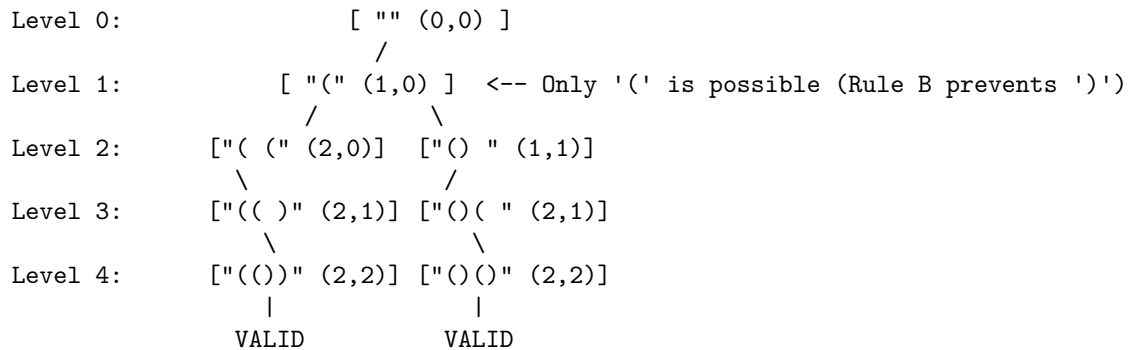 Level 0:                [ "" (0,0) ]
                          /
Level 1:          [ "(" (1,0) ]  <-- Only '(' is possible (Rule B prevents ')')
                    /        \
Level 2:     ["( (" (2,0)]  ["() " (1,1)]
               \              /
Level 3:     ["(( )" (2,1)] ["()( " (2,1)]
                 \              \
Level 4:     ["(())" (2,2)] ["()()" (2,2)]
                 |              |
               VALID          VALID